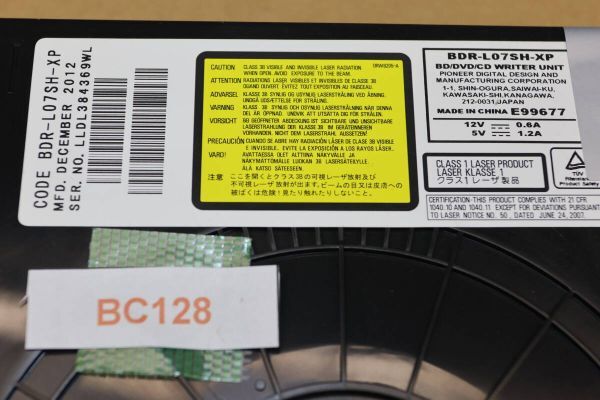 CODE BDR-L07SH-XP
MFD. DECEMBER 2012
SER. NO. LLDL384369WL
URW9205-A
CAUTION CLASS 3B VISIBLE AND INVISIBLE LASER RADIATION
WHEN OPEN. AVOID EXPOSURE TO THE BEAM.
ATTENTION RADIATIONS LASER VISIBLES ET INVISIBLES DE CLASSE 3B
QUAND OUVERT. ÉVITEZ TOUT EXPOSITION AU FAISCEAU.
ADVARSEL KLASSE 3B SYNLIG OG USYNLIG LASERSTRÅLING VED ÅBNING.
UNDGÅ UDSÆTTELSE FOR STRÅLING.
VARNING KLASS 3B SYNLIG OCH OSYNLIG LASERSTRÅLNING NÄR DENNA
DEL ÄR ÖPPNAD. UNDVIK ATT UTSÄTTA DIG FÖR STRÅLEN.
VORSICHT BEI GEÖFFNETER ABDECKUNG IST SICHTBARE UND UNSICHTBARE
LASERSTRAHLUNG DER KLASSE 3B IM GERÄTEINNEREN
VORHANDEN. NICHT DEM LASERSTRAHL AUSSETZEN!
PRECAUCIÓN CUANDO SE ABRE HAY RADIACIÓN LÁSER DE CLASE 3B VISIBLE
E INVISIBLE. EVITE LA EXPOSICIÓN A LOS RAYOS LÁSER.
VARO! AVATTAESSA OLET ALTTIINA NÄKYVÄLLE JA
NÄKYMÄTTÖMÄLLE LUOKAN 3B LASERSÄTEILYLLE.
ÄLÄ KATSO SÄTEESEEN
注意 ここを開くとクラス3Bの可視レーザ放射及び
不可視レーザ放射が出ます。ビームの目又は皮膚への
被ばくは危険!見たり触れたりしないこと。
BDR-L07SH-XP
BD/DVD/CD WRITER UNIT
PIONEER DIGITAL DESIGN AND
MANUFACTURING CORPORATION
1-1, SHIN-OGURA, SAIWAI-KU,
KAWASAKI-SHI, KANAGAWA,
212-0031, JAPAN
MADE IN CHINA E99677
12V ⎓ 0.6A
5V ⎓ 1.2A
CLASS 1 LASER PRODUCT
LASER KLASSE 1
クラス1レーザ製品
TÜV
Rheinland
Product Safety
CERTIFICATION-THIS PRODUCT COMPLIES WITH 21 CFR
1040.10 AND 1040.11 EXCEPT FOR DEVIATIONS PURSUANT
TO LASER NOTICE NO. 50, DATED JUNE 24, 2007.
BC128